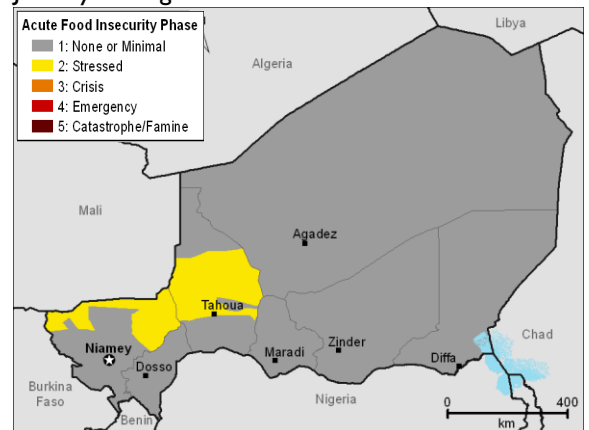 Acute Food Insecurity Phase
1: None or Minimal
2: Stressed
3: Crisis
4: Emergency
5: Catastrophe/Famine
Libya
Algeria
Mali
Agadez
Tahoua
Niamey
Dosso
Maradi
Zinder
Diffa
Chad
Burkina
Faso
Benin
Nigeria
0 400
km